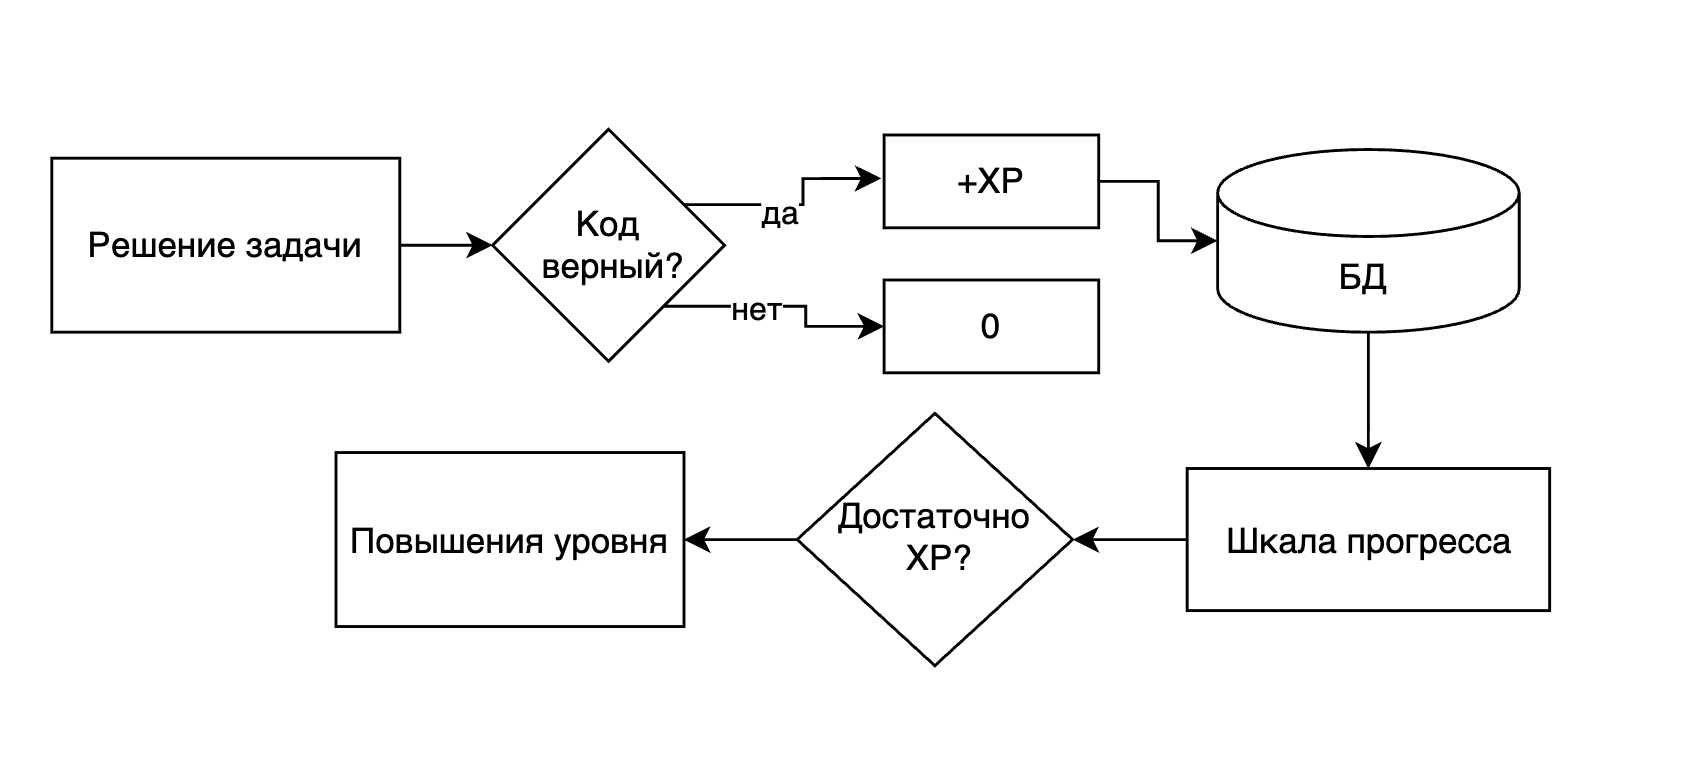 Решение задачи
Код
верный?
да
нет
+XP
0
БД
Шкала прогресса
Достаточно
XP?
Повышения уровня